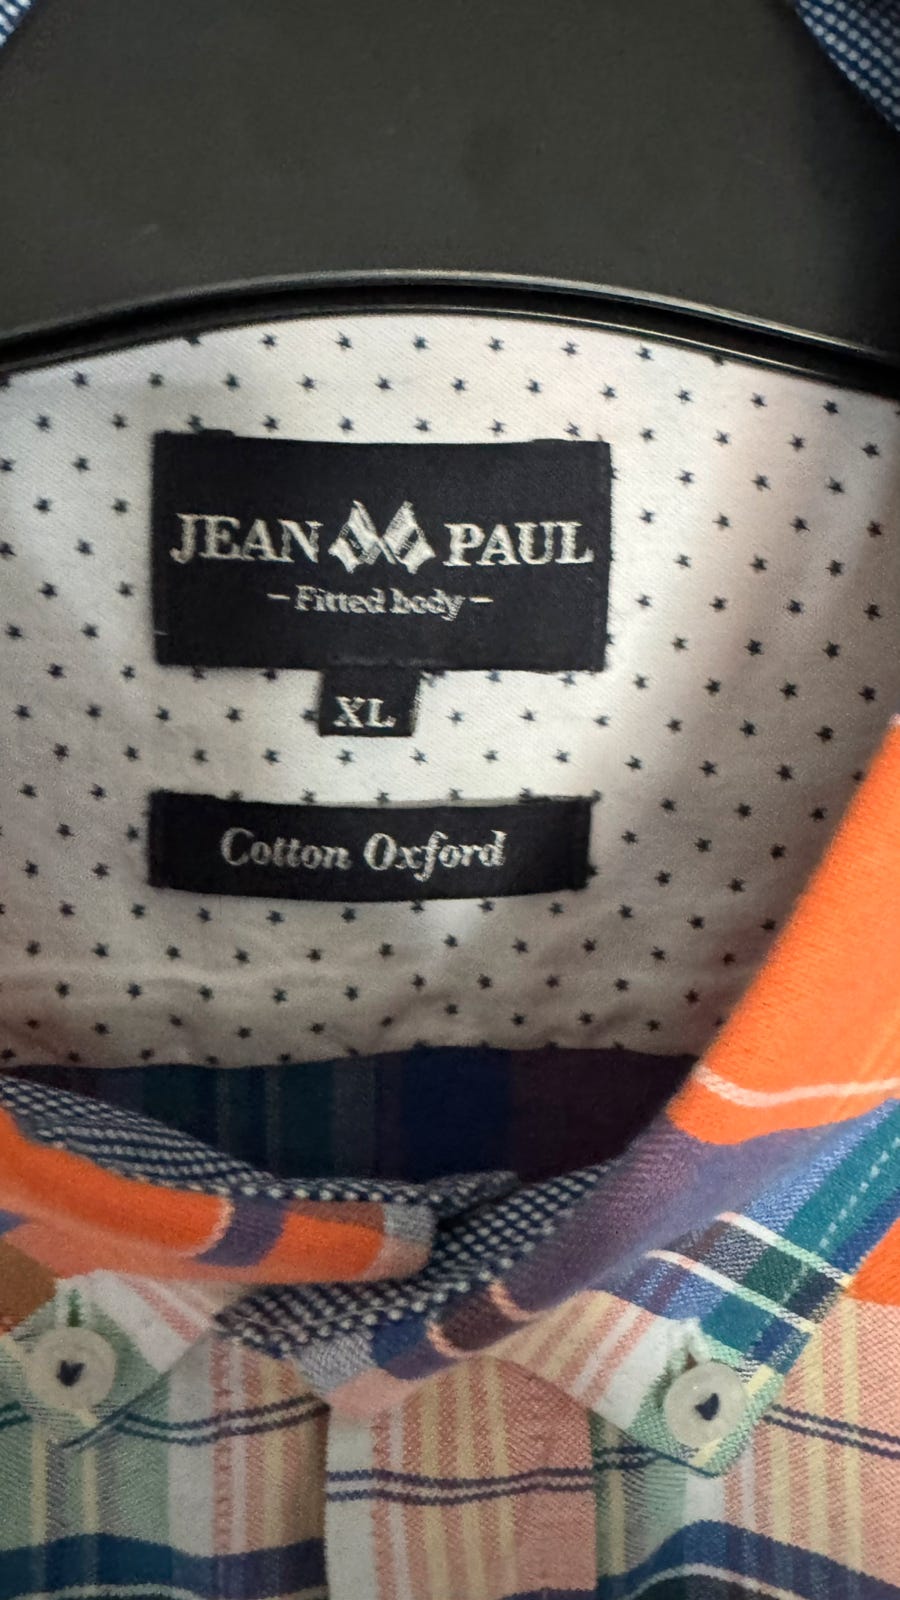 JEAN PAUL
- Fitted body -
XL
Cotton Oxford